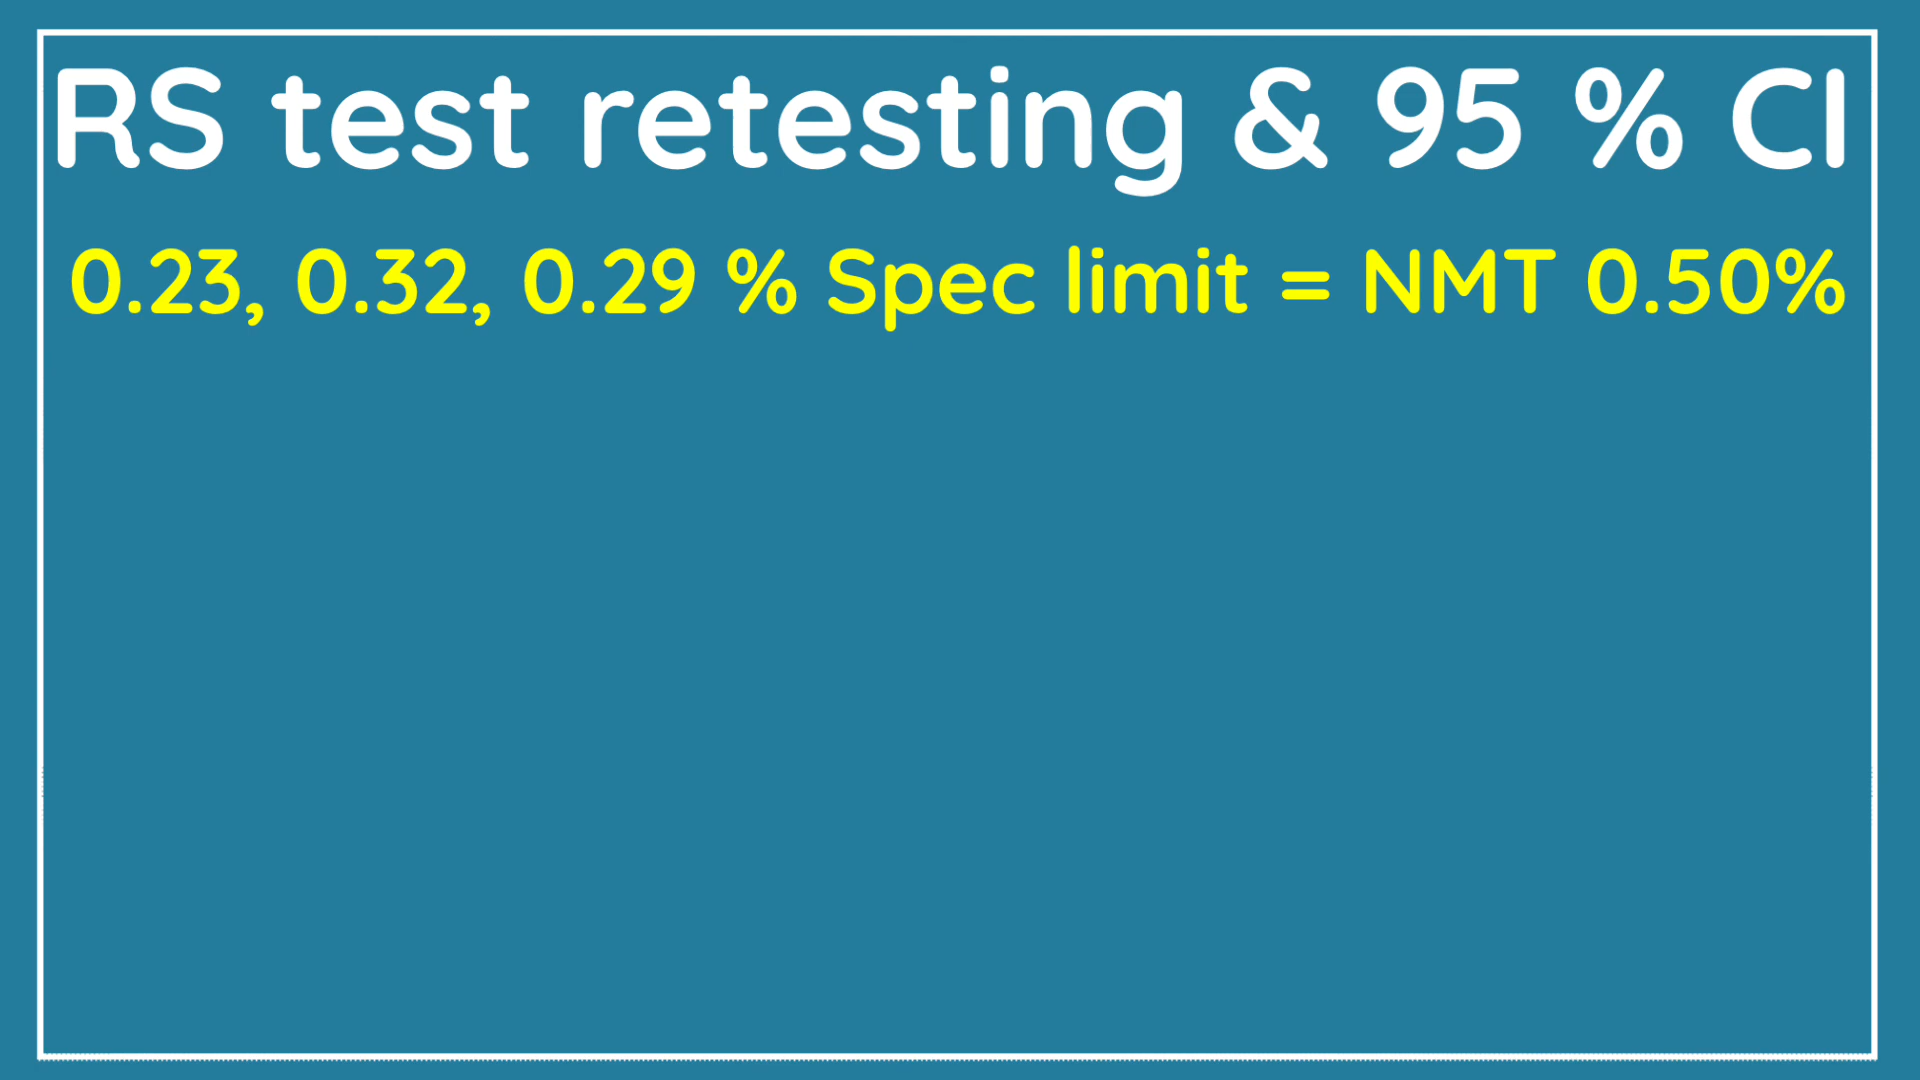 RS test retesting & 95 % CI
0.23, 0.32, 0.29 % Spec limit = NMT 0.50%